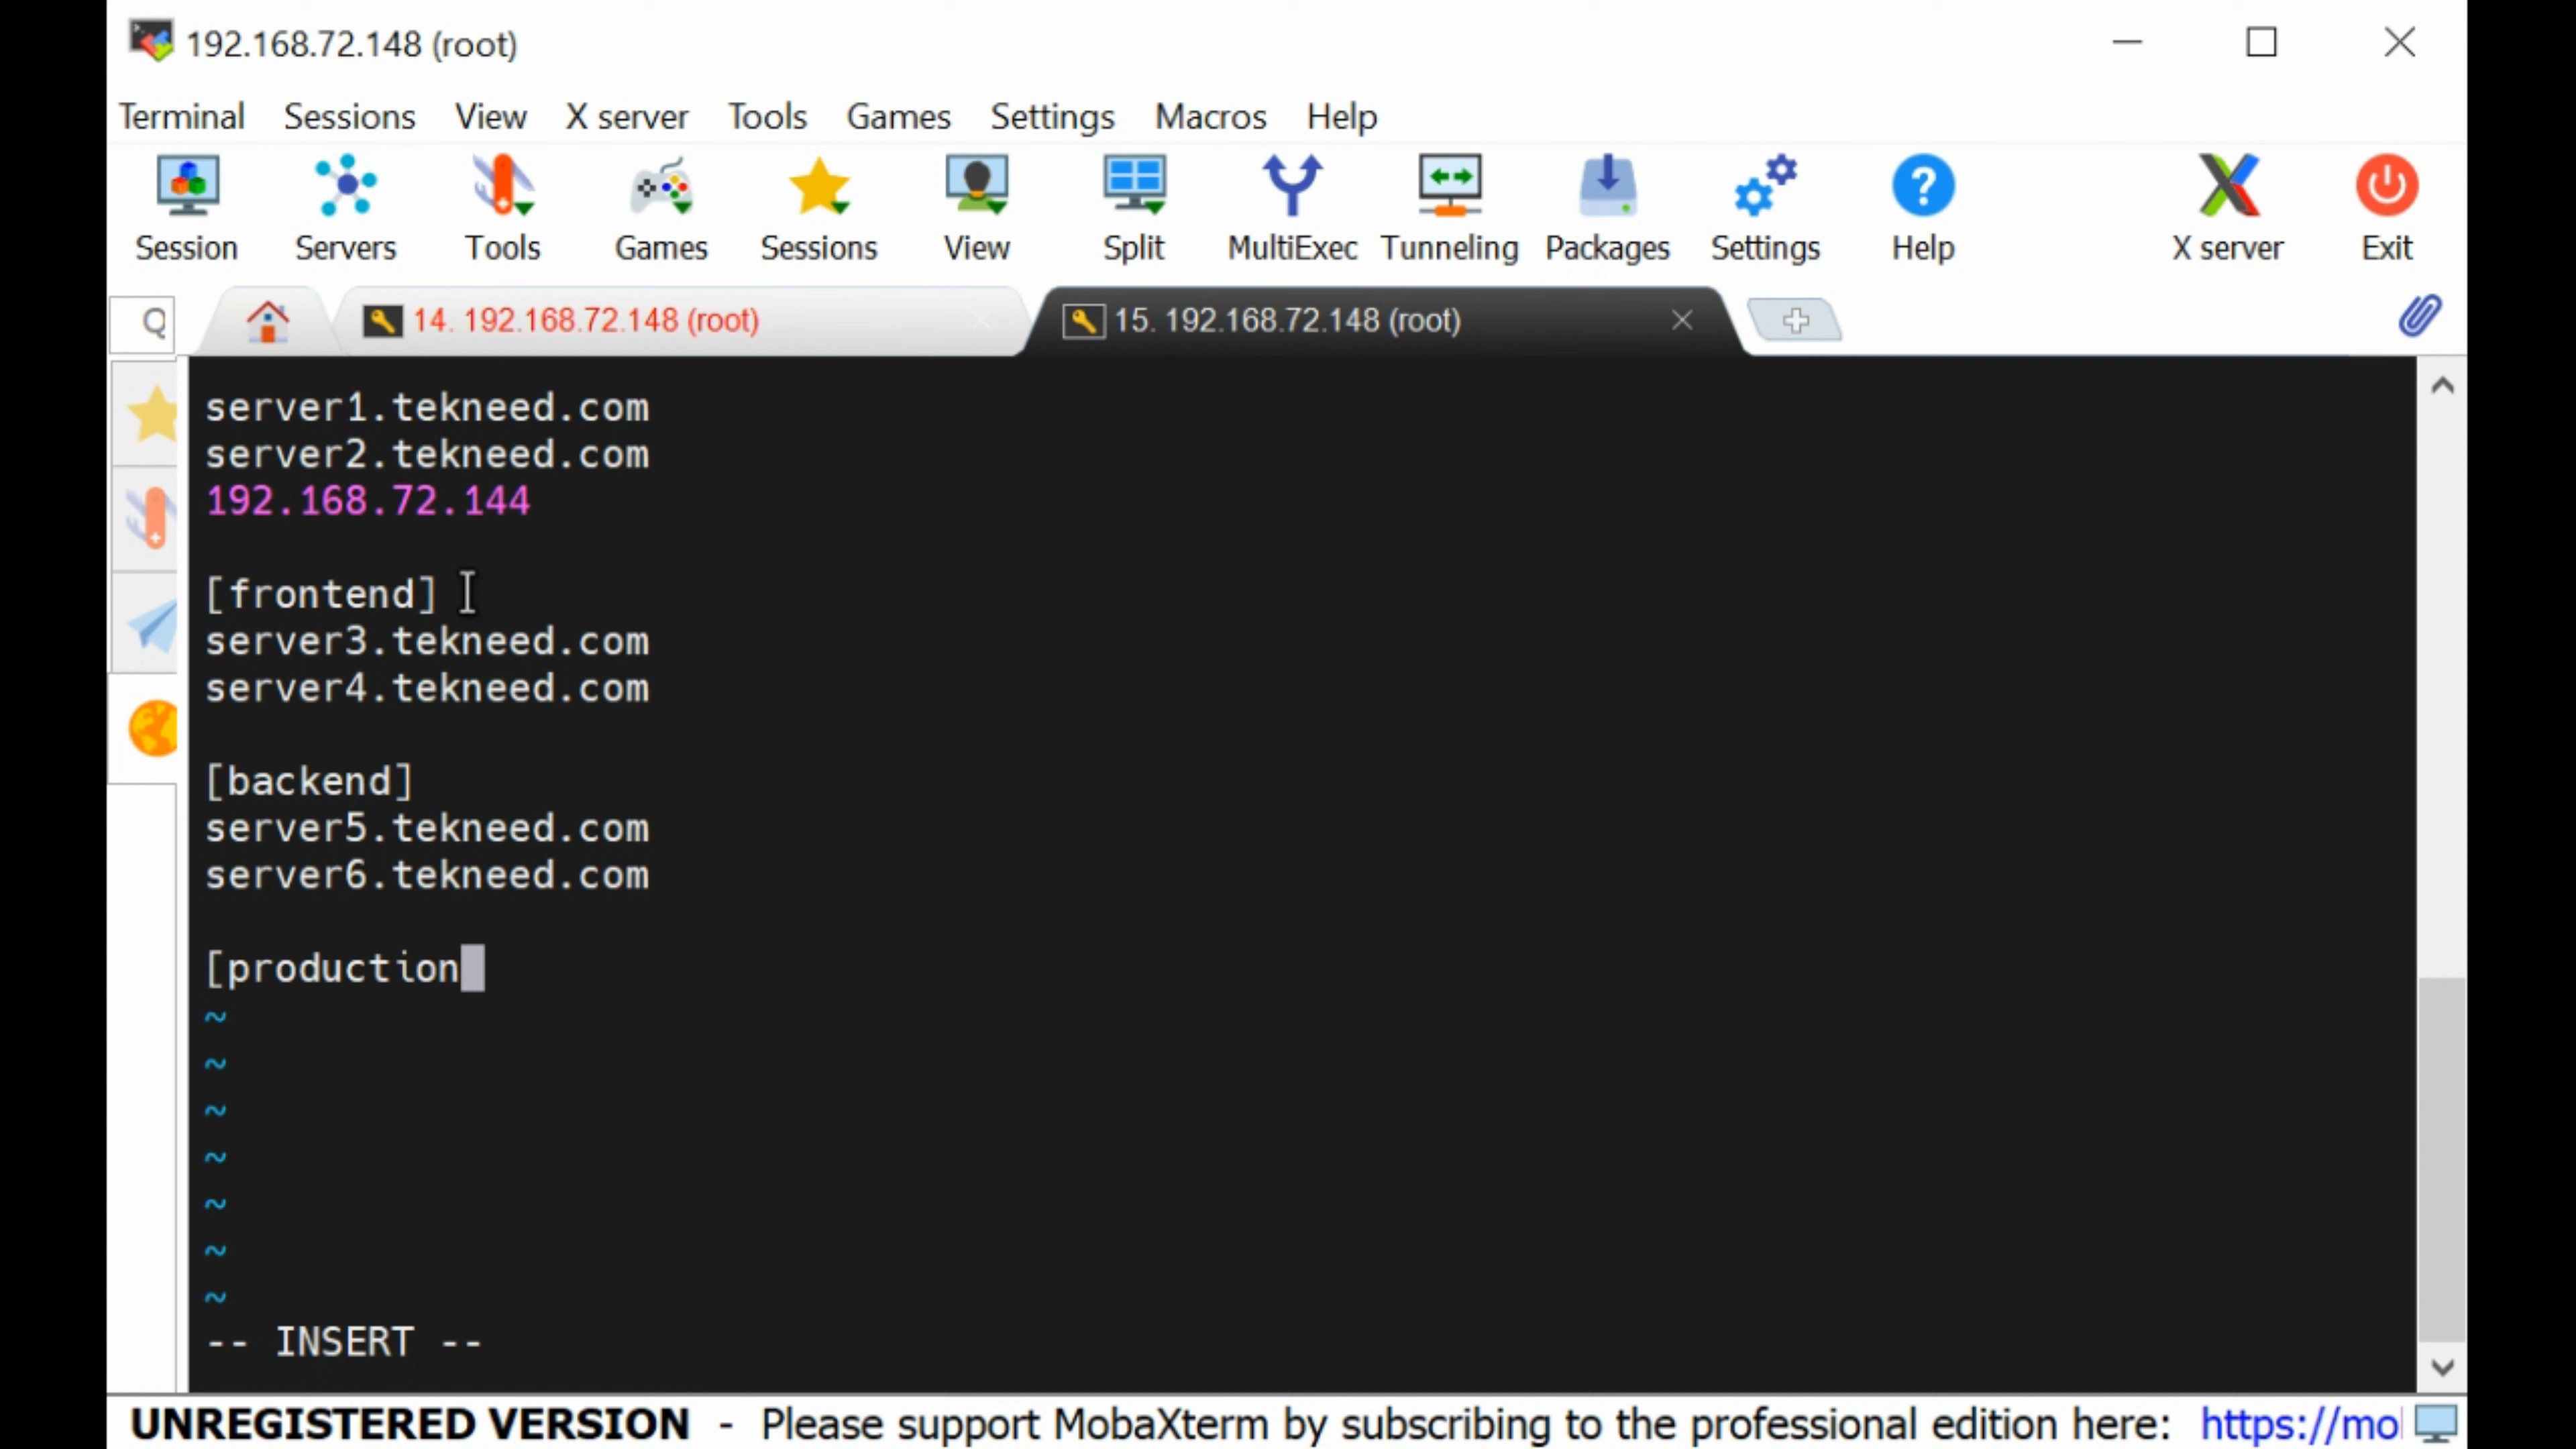 192.168.72.148 (root)
Terminal Sessions View X server Tools Games Settings Macros Help
Session Servers Tools Games Sessions View Split MultiExec Tunneling Packages Settings Help X server Exit
14. 192.168.72.148 (root) 15. 192.168.72.148 (root)
server1.tekneed.com
server2.tekneed.com
192.168.72.144
[frontend]
server3.tekneed.com
server4.tekneed.com
[backend]
server5.tekneed.com
server6.tekneed.com
[production
~
~
~
~
~
~
~
-- INSERT --
UNREGISTERED VERSION - Please support MobaXterm by subscribing to the professional edition here: https://mo